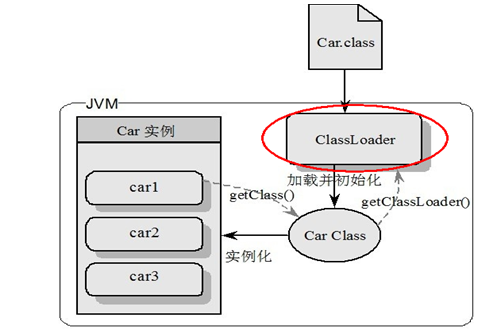 Car.class
JVM
Car 实例
ClassLoader
加载并初始化
car1
getClass()
getClassLoader()
car2
Car Class
实例化
car3